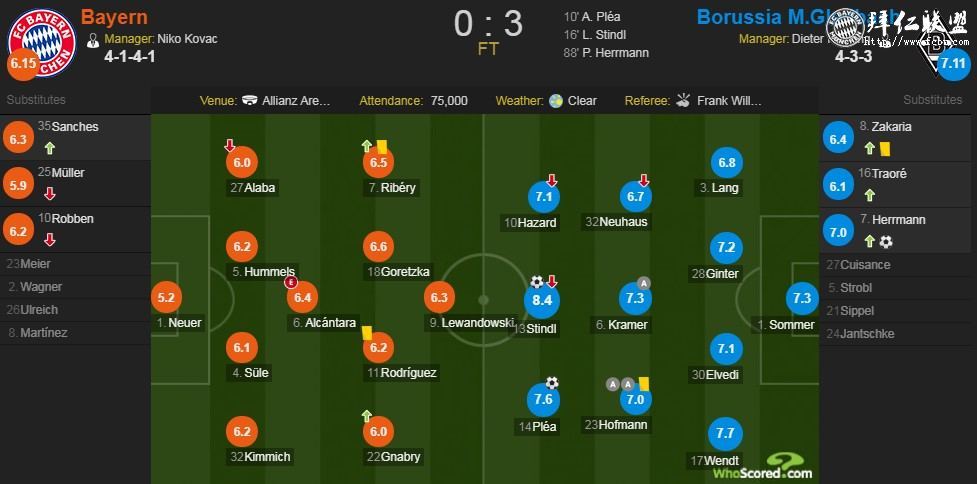 FC BAYERN
MÜNCHEN
Bayern
Manager: Niko Kovac
4-1-4-1
6.15
0 : 3
FT
10' A. Pléa
16' L. Stindl
88' P. Herrmann
Borussia M.Gladbach
Manager: Dieter
4-3-3
7.11
拜仁联盟
Substitutes
Venue: Allianz Are...
Attendance: 75,000
Weather: Clear
Referee: Frank Will...
Substitutes
6.3
35 Sanches
5.9
25 Müller
6.2
10 Robben
23 Meier
2. Wagner
26 Ulreich
8. Martínez
6.0
27 Alaba
6.5
7. Ribéry
6.2
5. Hummels
6.6
18 Goretzka
5.2
1. Neuer
E
6.4
6. Alcántara
6.3
9. Lewandowski
6.1
4. Süle
6.2
11 Rodríguez
6.2
32 Kimmich
6.0
22 Gnabry
7.1
10 Hazard
6.7
32 Neuhaus
6.8
3. Lang
7.2
28 Ginter
8.4
13 Stindl
A
7.3
6. Kramer
7.3
1. Sommer
7.1
30 Elvedi
7.6
14 Pléa
A A
7.0
23 Hofmann
7.7
17 Wendt
WhoScored.com
6.4
8. Zakaria
6.1
16 Traoré
7.0
7. Herrmann
27 Cuisance
5. Strobl
21 Sippel
24 Jantschke